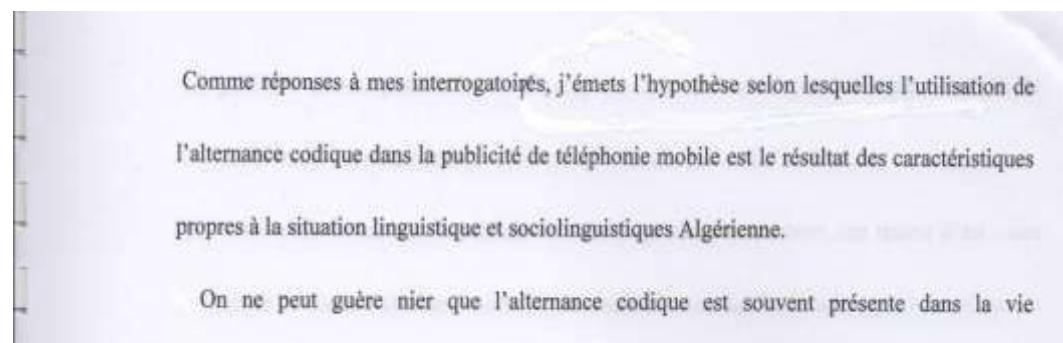 Comme réponses à mes interrogatoires, j'émets l'hypothèse selon lesquelles l'utilisation de
l'alternance codique dans la publicité de téléphonie mobile est le résultat des caractéristiques
propres à la situation linguistique et sociolinguistiques Algérienne.
On ne peut guère nier que l'alternance codique est souvent présente dans la vie